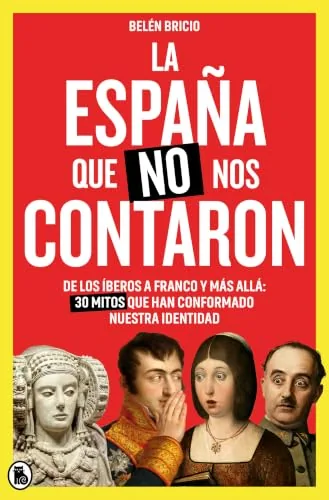 BELÉN BRICIO
LA
ESPAÑA
QUE NO NOS
CONTARON
DE LOS ÍBEROS A FRANCO Y MÁS ALLÁ:
30 MITOS QUE HAN CONFORMADO
NUESTRA IDENTIDAD